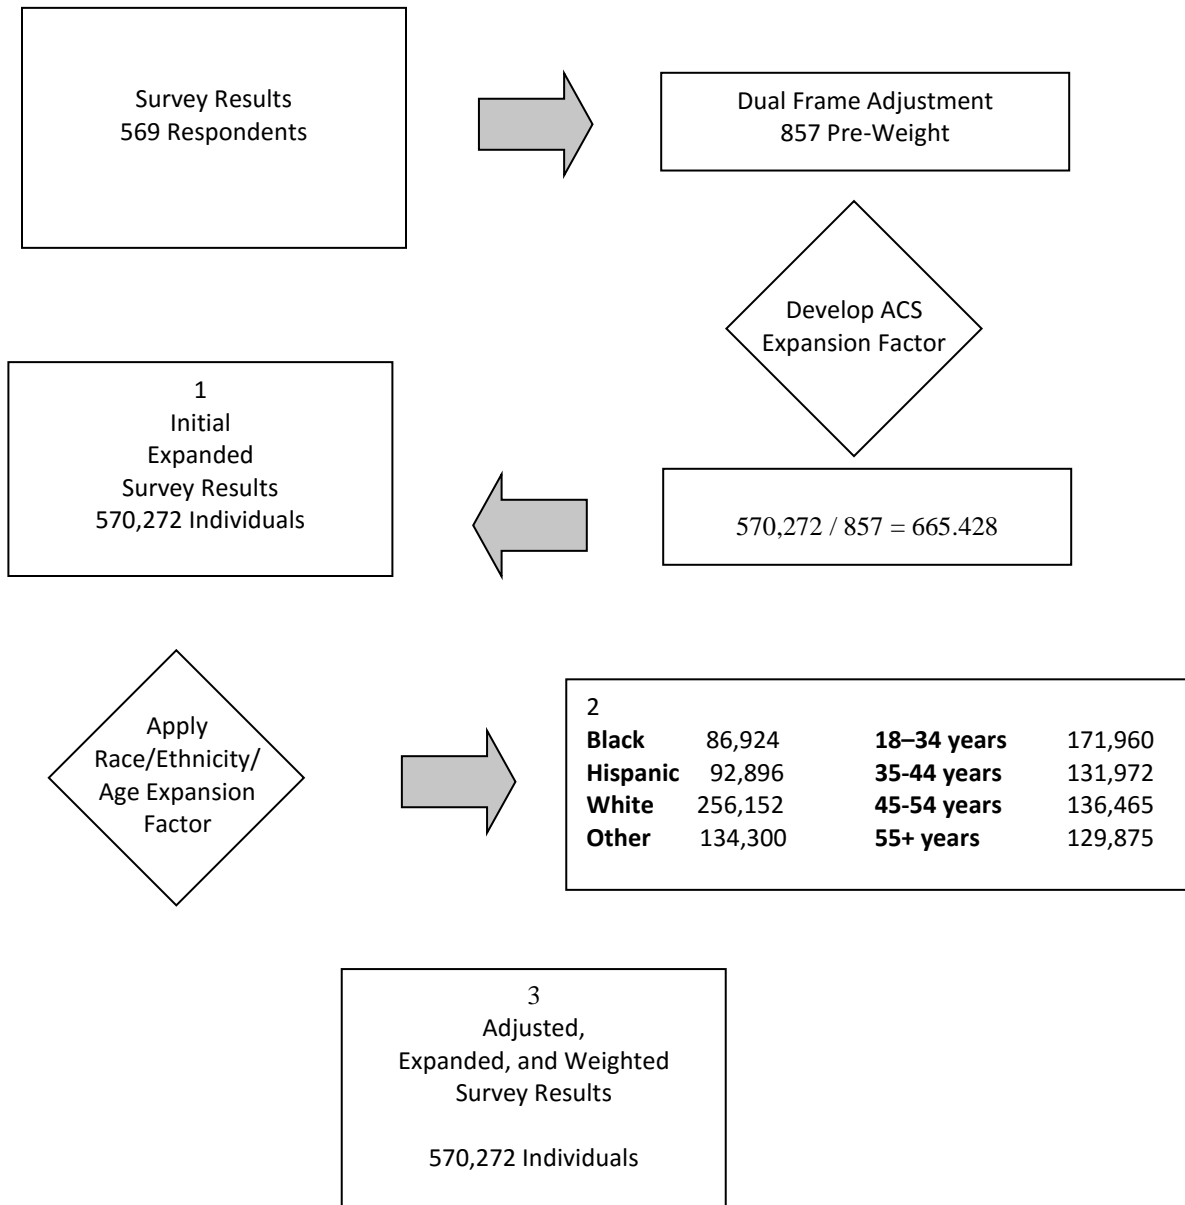 Survey Results
569 Respondents
Dual Frame Adjustment
857 Pre-Weight
Develop ACS
Expansion Factor
1
Initial
Expanded
Survey Results
570,272 Individuals
570,272 / 857 = 665.428
Apply
Race/Ethnicity/
Age Expansion
Factor
2
Black 86,924 18–34 years 171,960
Hispanic 92,896 35-44 years 131,972
White 256,152 45-54 years 136,465
Other 134,300 55+ years 129,875
3
Adjusted,
Expanded, and Weighted
Survey Results
570,272 Individuals